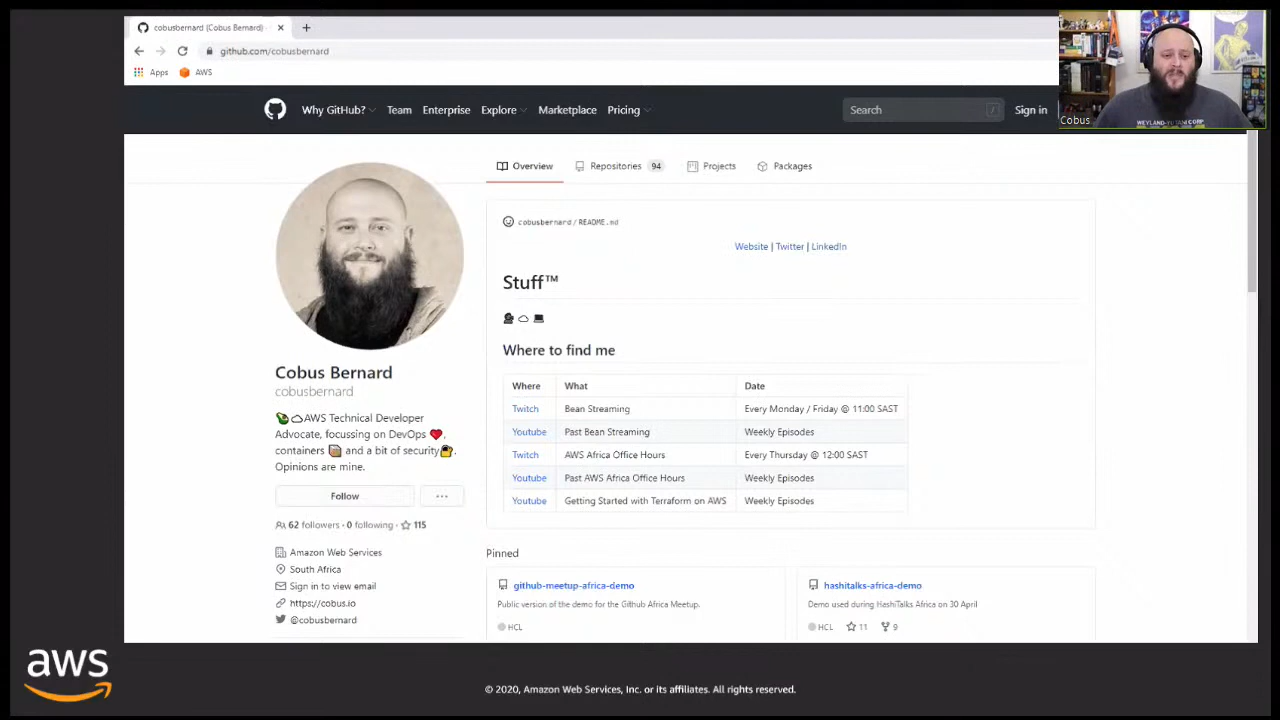 cobusbernard (Cobus Bernard) ·
github.com/cobusbernard
Apps
AWS
Why GitHub?
Team
Enterprise
Explore
Marketplace
Pricing
Search
/
Sign in
Cobus
WEYLAND-YUTANI CORP
Overview
Repositories 94
Projects
Packages
cobusbernard / README.md
Website | Twitter | LinkedIn
Stuff™
Where to find me
Where What Date
Twitch Bean Streaming Every Monday / Friday @ 11:00 SAST
Youtube Past Bean Streaming Weekly Episodes
Twitch AWS Africa Office Hours Every Thursday @ 12:00 SAST
Youtube Past AWS Africa Office Hours Weekly Episodes
Youtube Getting Started with Terraform on AWS Weekly Episodes
Cobus Bernard
cobusbernard
AWS Technical Developer
Advocate, focussing on DevOps ❤️,
containers 📦 and a bit of security🔐.
Opinions are mine.
Follow
...
62 followers · 0 following · ☆ 115
Amazon Web Services
South Africa
Sign in to view email
https://cobus.io
@cobusbernard
Pinned
github-meetup-africa-demo
Public version of the demo for the Github Africa Meetup.
HCL
hashitalks-africa-demo
Demo used during HashiTalks Africa on 30 April
HCL ☆ 11 9
aws
© 2020, Amazon Web Services, Inc. or its affiliates. All rights reserved.